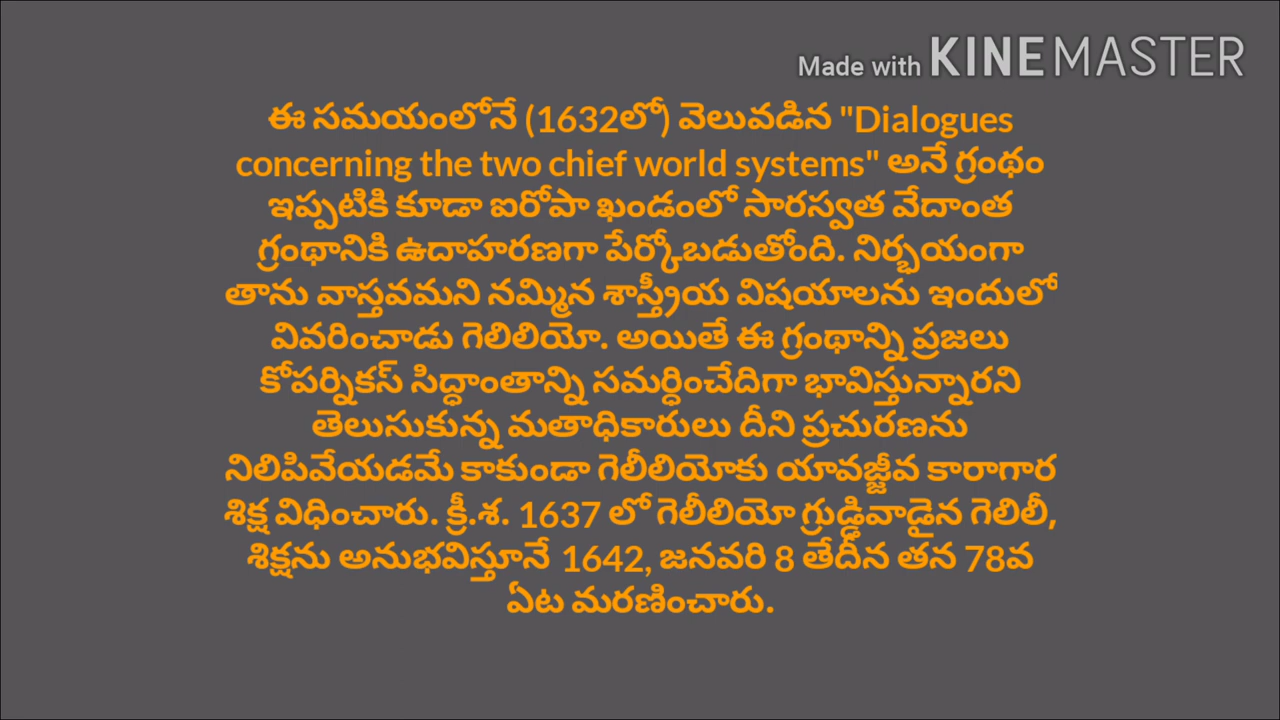 Made with KINEMASTER
ఈ సమయంలోనే (1632లో) వెలువడిన "Dialogues
concerning the two chief world systems" అనే గ్రంథం
ఇప్పటికి కూడా ఐరోపా ఖండంలో సారస్వత వేదాంత
గ్రంథానికి ఉదాహరణగా పేర్కోబడుతోంది. నిర్భయంగా
తాను వాస్తవమని నమ్మిన శాస్త్రీయ విషయాలను ఇందులో
వివరించాడు గెలిలియో. అయితే ఈ గ్రంథాన్ని ప్రజలు
కోపర్నికస్ సిద్ధాంతాన్ని సమర్ధించేదిగా భావిస్తున్నారని
తెలుసుకున్న మతాధికారులు దీని ప్రచురణను
నిలిపివేయడమే కాకుండా గెలీలియోకు యావజ్జీవ కారాగార
శిక్ష విధించారు. క్రీ.శ. 1637 లో గెలీలియో గ్రుడ్డివాడైన గెలిలీ,
శిక్షను అనుభవిస్తూనే 1642, జనవరి 8 తేదీన తన 78వ
ఏట మరణించారు.